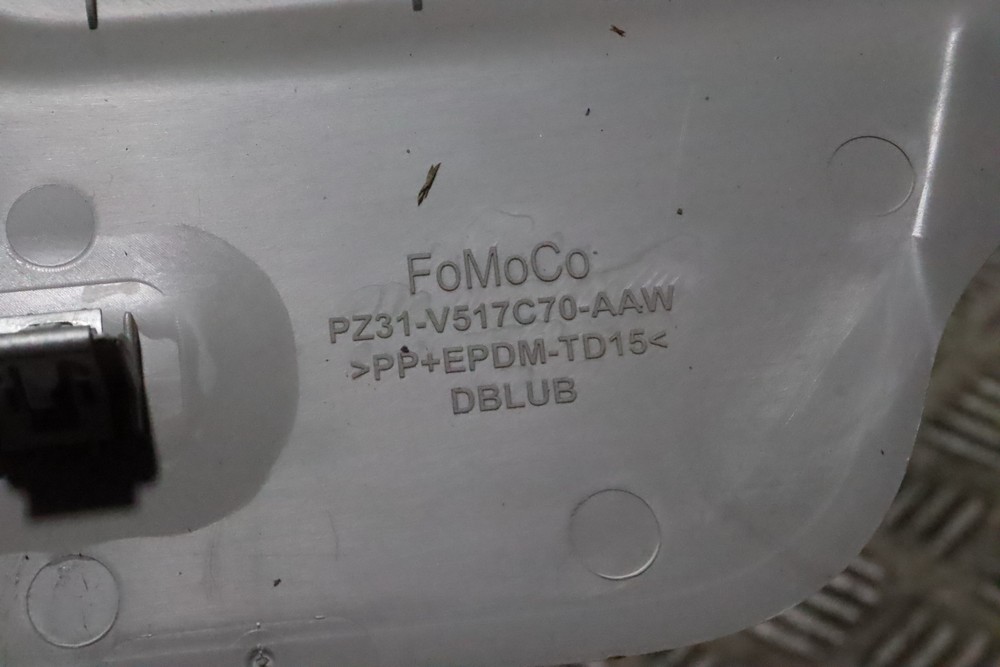 FoMoCo
PZ31-V517C70-AAW
>PP+EPDM-TD15<
DBLUB